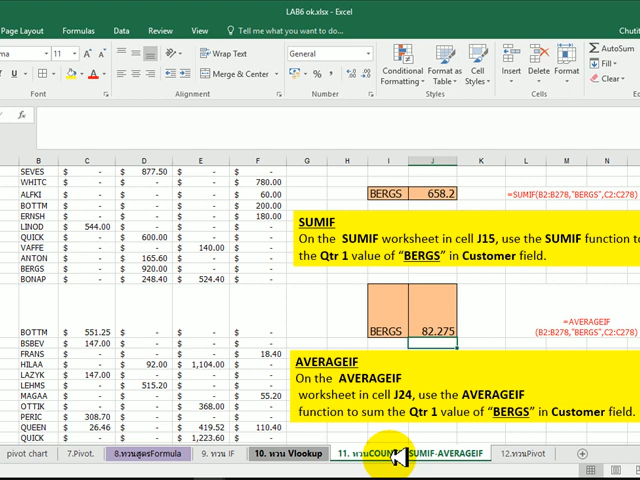 LAB6 ok.xlsx - Excel
Page Layout Formulas Data Review View Tell me what you want to do... Chutit
11 A A Wrap Text General AutoSum
U A Merge & Center $ % , Conditional Formatting Format as Table Cell Styles Insert Delete Format Fill
Clear
Font Alignment Number Styles Cells
fx
B C D E F G H I J K L M N
SEVES $ - $ 877.50 $ - $ -
WHITC $ - $ - $ - $ 780.00
ALFKI $ - $ - $ - $ 60.00 BERGS 658.2 =SUMIF(B2:B278,"BERGS",C2:C278)
BOTTM $ - $ - $ - $ 200.00
ERNSH $ - $ - $ - $ 180.00
LINOD $ 544.00 $ - $ - $ -
QUICK $ - $ 600.00 $ - $ -
VAFFE $ - $ - $ 140.00 $ -
ANTON $ - $ 165.60 $ - $ -
BERGS $ - $ 920.00 $ - $ -
BONAP $ - $ 248.40 $ 524.40 $ -
SUMIF
On the SUMIF worksheet in cell J15, use the SUMIF function to
the Qtr 1 value of "BERGS" in Customer field.
BOTTM $ 551.25 $ - $ - $ - BERGS 82.275
=AVERAGEIF
(B2:B278,"BERGS",C2:C278)
BSBEV $ 147.00 $ - $ - $ -
FRANS $ - $ - $ - $ 18.40
HILAA $ - $ 92.00 $ 1,104.00 $ -
LAZYK $ 147.00 $ - $ - $ -
LEHMS $ - $ 515.20 $ - $ -
MAGAA $ - $ - $ - $ 55.20
OTTIK $ - $ - $ 368.00 $ -
PERIC $ 308.70 $ - $ - $ -
QUEEN $ 26.46 $ - $ 419.52 $ 110.40
QUICK $ - $ - $ 1,223.60 $ -
AVERAGEIF
On the AVERAGEIF
worksheet in cell J24, use the AVERAGEIF
function to sum the Qtr 1 value of "BERGS" in Customer field.
pivot chart 7.Pivot. 8.ทวนสูตรFormula 9. ทวน IF 10. ทวน Vlookup 11. ทวนCOUN SUMIF-AVERAGEIF 12.ทวนPivot